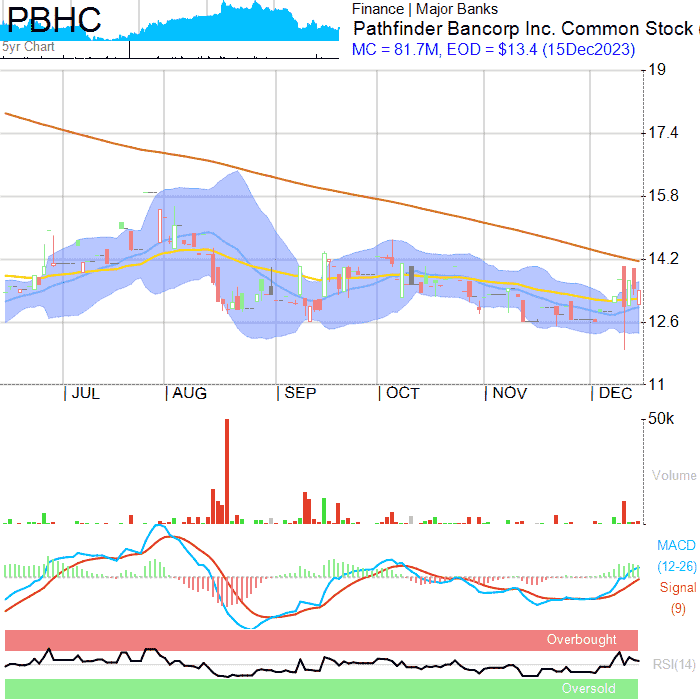 PBHC
5yr Chart
Finance | Major Banks
Pathfinder Bancorp Inc. Common Stock (
MC = 81.7M, EOD = $13.4 (15Dec2023)
19
17.4
15.8
14.2
12.6
11
JUL AUG SEP OCT NOV DEC
50k
Volume
MACD
(12-26)
Signal
(9)
Overbought
RSI(14)
Oversold